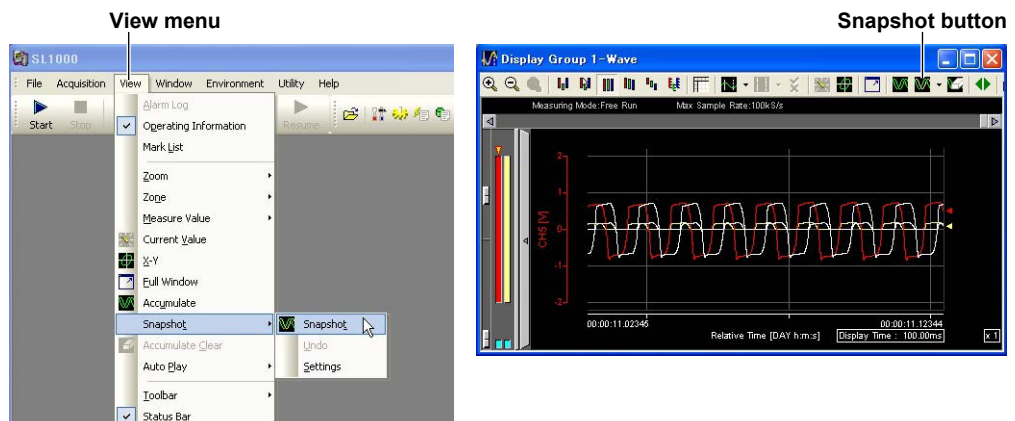 View menu
Snapshot button
SL1000
File Acquisition View Window Environment Utility Help
Start Stop Resume
Alarm Log
Operating Information
Mark List
Zoom
Zone
Measure Value
Current Value
X-Y
Full Window
Accumulate
Snapshot
Snapshot
Undo
Settings
Accumulate Clear
Auto Play
Toolbar
Status Bar
Display Group 1-Wave
Measuring Mode:Free Run Max Sample Rate:100kS/s
CH5 [V]
2
1
0
-1
-2
00:00:11.02345 00:00:11.12344
Relative Time [DAY h:m:s] Display Time : 100.00ms x 1